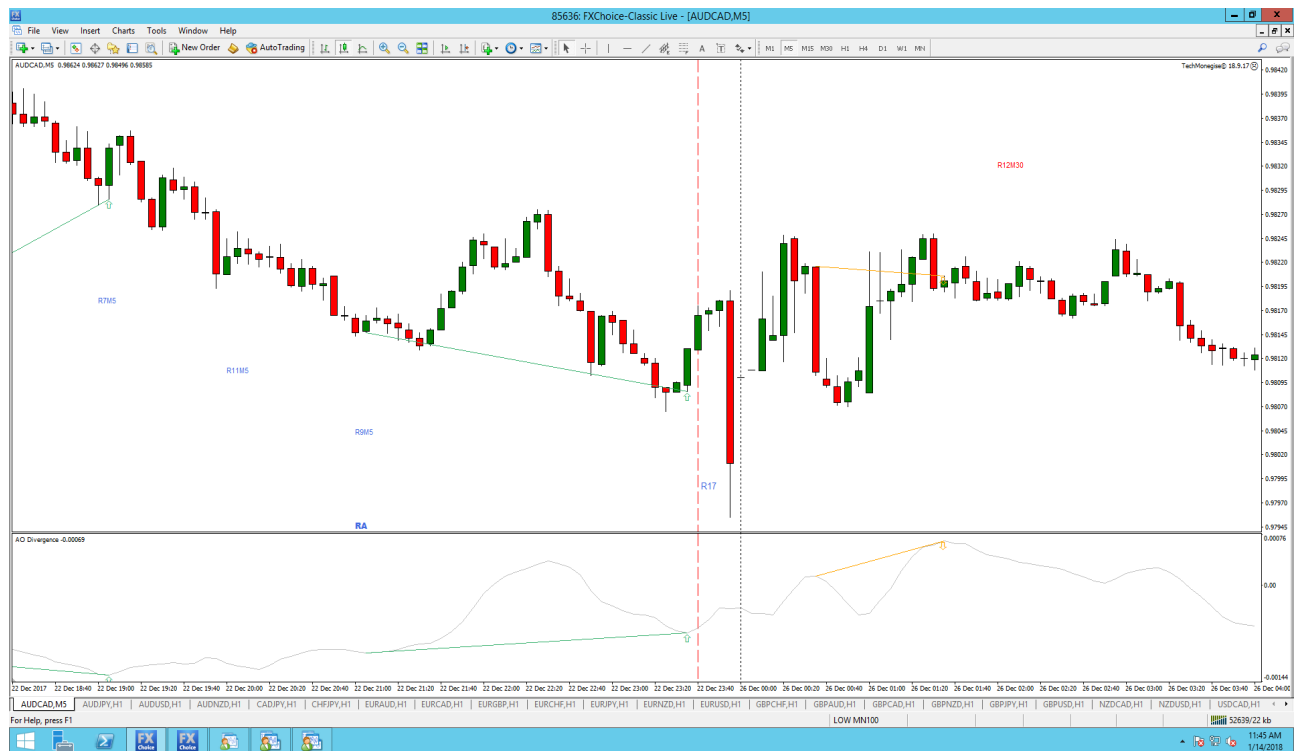 85636: FXChoice-Classic Live - [AUDCAD,M5]
File View Insert Charts Tools Window Help
New Order AutoTrading A T M1 M5 M15 M30 H1 H4 D1 W1 MN
AUDCAD,M5 0.98624 0.98627 0.98496 0.98585
TechMonegise© 18.9.17
0.98420
0.98395
0.98370
0.98345
0.98320
0.98295
0.98270
0.98245
0.98220
0.98195
0.98170
0.98145
0.98120
0.98095
0.98070
0.98045
0.98020
0.97995
0.97970
0.97945
R12M30
R7M5
R11M5
R9M5
R17
RA
AO Divergence -0.00069
0.00076
0.00
-0.00144
22 Dec 2017 22 Dec 18:40 22 Dec 19:00 22 Dec 19:20 22 Dec 19:40 22 Dec 20:00 22 Dec 20:20 22 Dec 20:40 22 Dec 21:00 22 Dec 21:20 22 Dec 21:40 22 Dec 22:00 22 Dec 22:20 22 Dec 22:40 22 Dec 23:00 22 Dec 23:20 22 Dec 23:40 26 Dec 00:00 26 Dec 00:20 26 Dec 00:40 26 Dec 01:00 26 Dec 01:20 26 Dec 01:40 26 Dec 02:00 26 Dec 02:20 26 Dec 02:40 26 Dec 03:00 26 Dec 03:20 26 Dec 03:40 26 Dec 04:00
AUDCAD,M5 AUDJPY,H1 AUDUSD,H1 AUDNZD,H1 CADJPY,H1 CHFJPY,H1 EURAUD,H1 EURCAD,H1 EURGBP,H1 EURCHF,H1 EURJPY,H1 EURNZD,H1 EURUSD,H1 GBPCHF,H1 GBPAUD,H1 GBPCAD,H1 GBPNZD,H1 GBPJPY,H1 GBPUSD,H1 NZDCAD,H1 NZDUSD,H1 USDCAD,H1
For Help, press F1
LOW MN100
52639/22 kb
FX Choice FX Choice
11:45 AM
1/14/2018